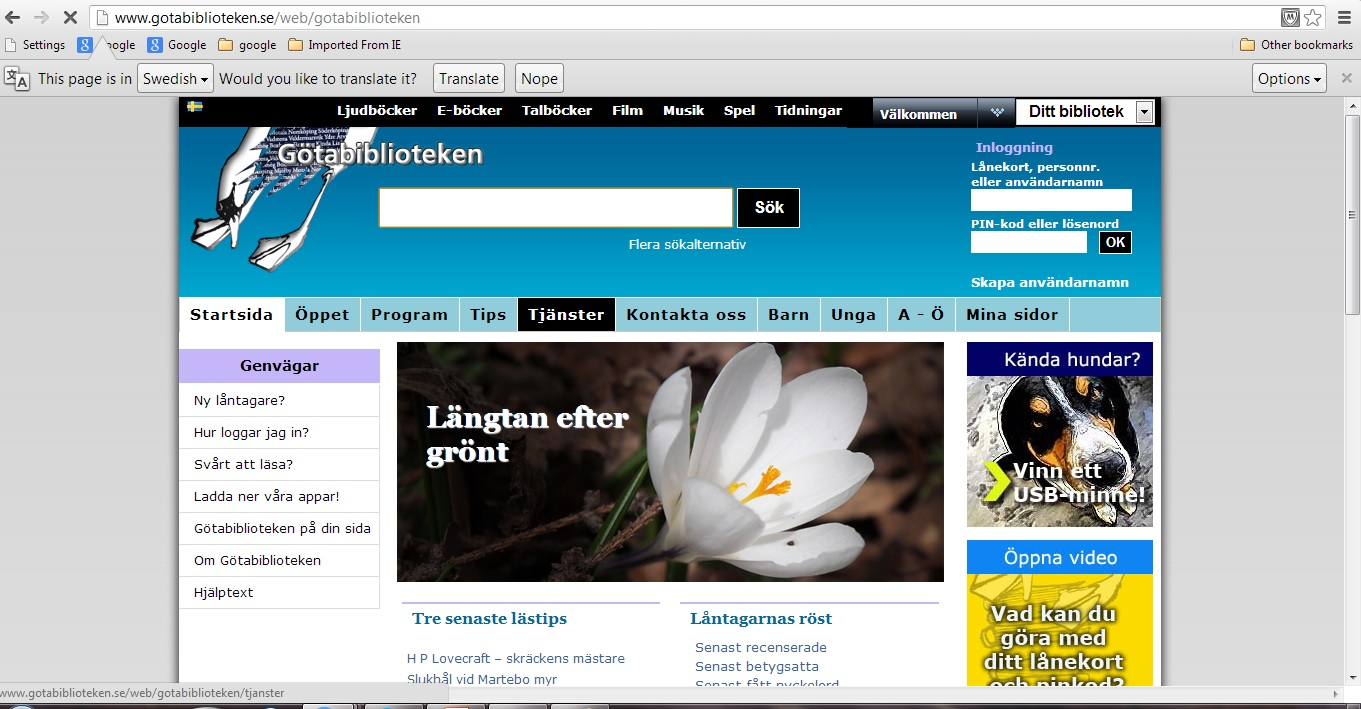 www.gotabiblioteken.se/web/gotabiblioteken
Settings
Google
google
Imported From IE
Other bookmarks
This page is in Swedish Would you like to translate it? Translate Nope
Options
Ljudböcker E-böcker Talböcker Film Musik Spel Tidningar
Välkommen
Ditt bibliotek
Götabiblioteken
Sök
Flera sökalternativ
Inloggning
Lånekort, personnr.
eller användarnamn
PIN-kod eller lösenord
OK
Skapa användarnamn
Startsida Öppet Program Tips Tjänster Kontakta oss Barn Unga A - Ö Mina sidor
Genvägar
Ny låntagare?
Hur loggar jag in?
Svårt att läsa?
Ladda ner våra appar!
Götabiblioteken på din sida
Om Götabiblioteken
Hjälptext
Längtan efter
grönt
Tre senaste lästips
H P Lovecraft – skräckens mästare
Slukhål vid Martebo myr
Låntagarnas röst
Senast recenserade
Senast betygsatta
Senast fått nyckelord
Kända hundar?
Vinn ett
USB-minne!
Öppna video
Vad kan du
göra med
ditt lånekort
och pinkod?
www.gotabiblioteken.se/web/gotabiblioteken/tjanster